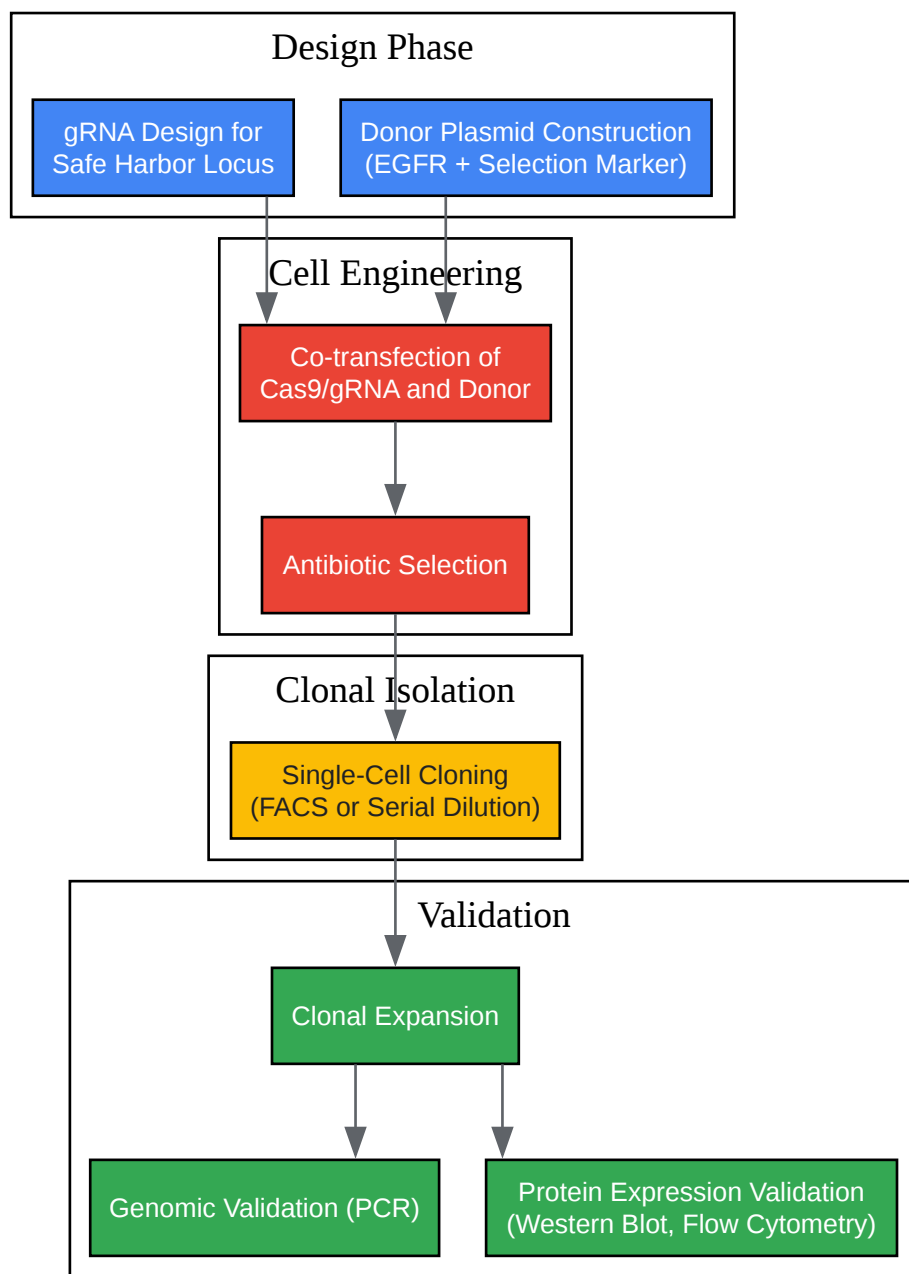 Design Phase
gRNA Design for
Safe Harbor Locus
Donor Plasmid Construction
(EGFR + Selection Marker)
Cell Engineering
Co-transfection of
Cas9/gRNA and Donor
Antibiotic Selection
Clonal Isolation
Single-Cell Cloning
(FACS or Serial Dilution)
Validation
Clonal Expansion
Genomic Validation (PCR)
Protein Expression Validation
(Western Blot, Flow Cytometry)